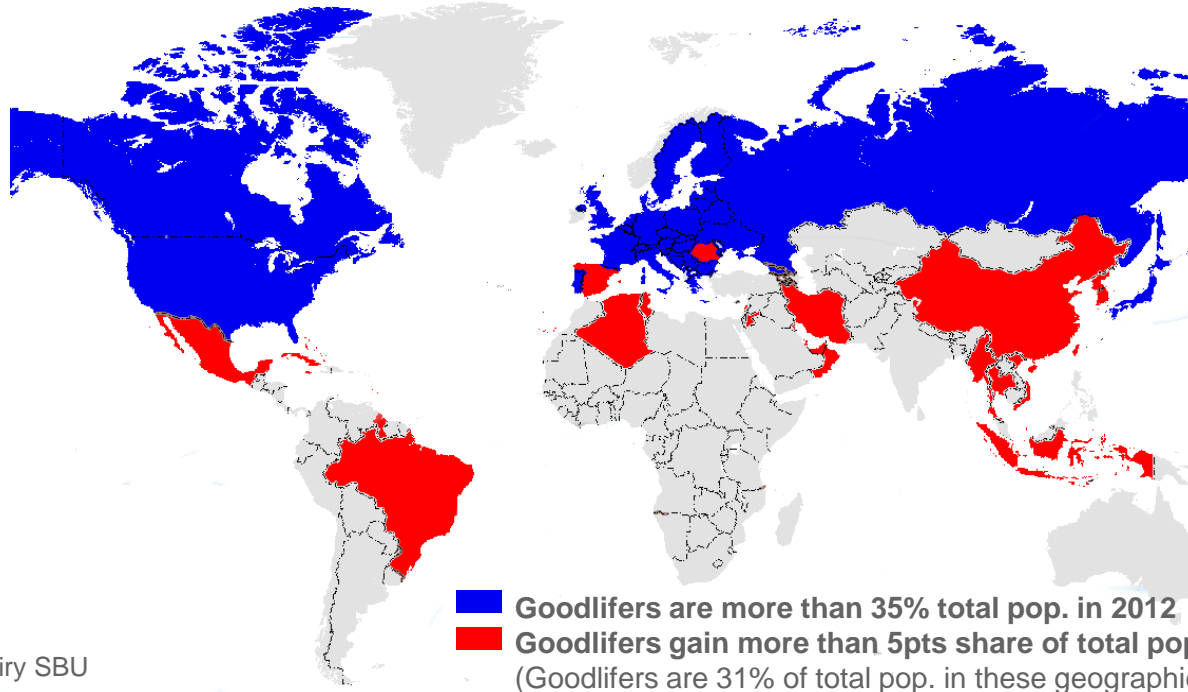 Goodlifers are more than 35% total pop. in 2012
Goodlifers gain more than 5pts share of total pop
iry SBU
(Goodlifers are 31% of total pop. in these geographi